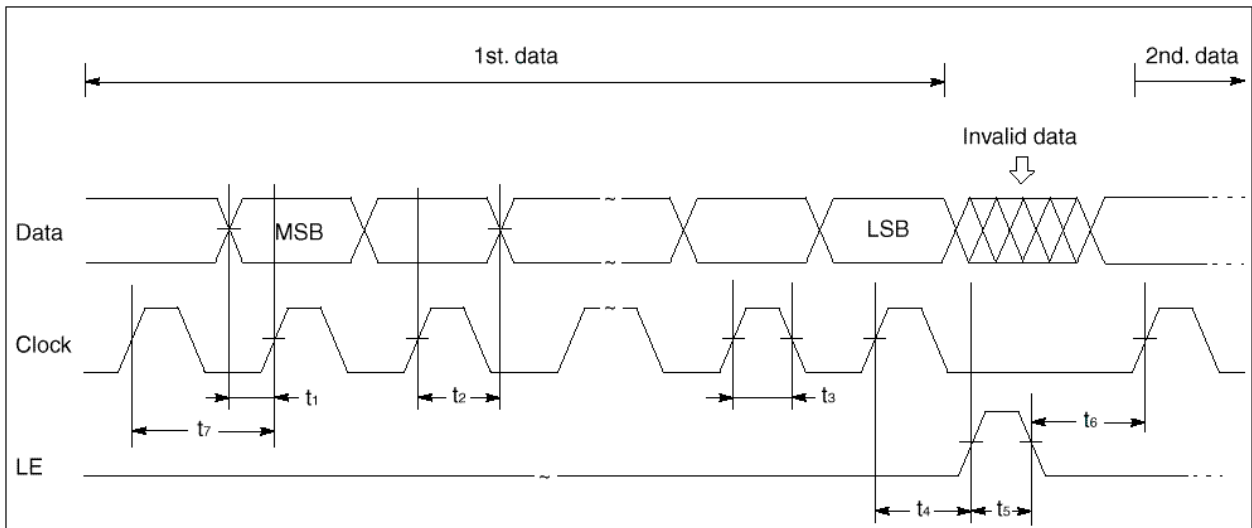 1st. data
2nd. data
Invalid data
Data
MSB
LSB
Clock
t1
t2
t3
t7
t6
LE
t4
t5